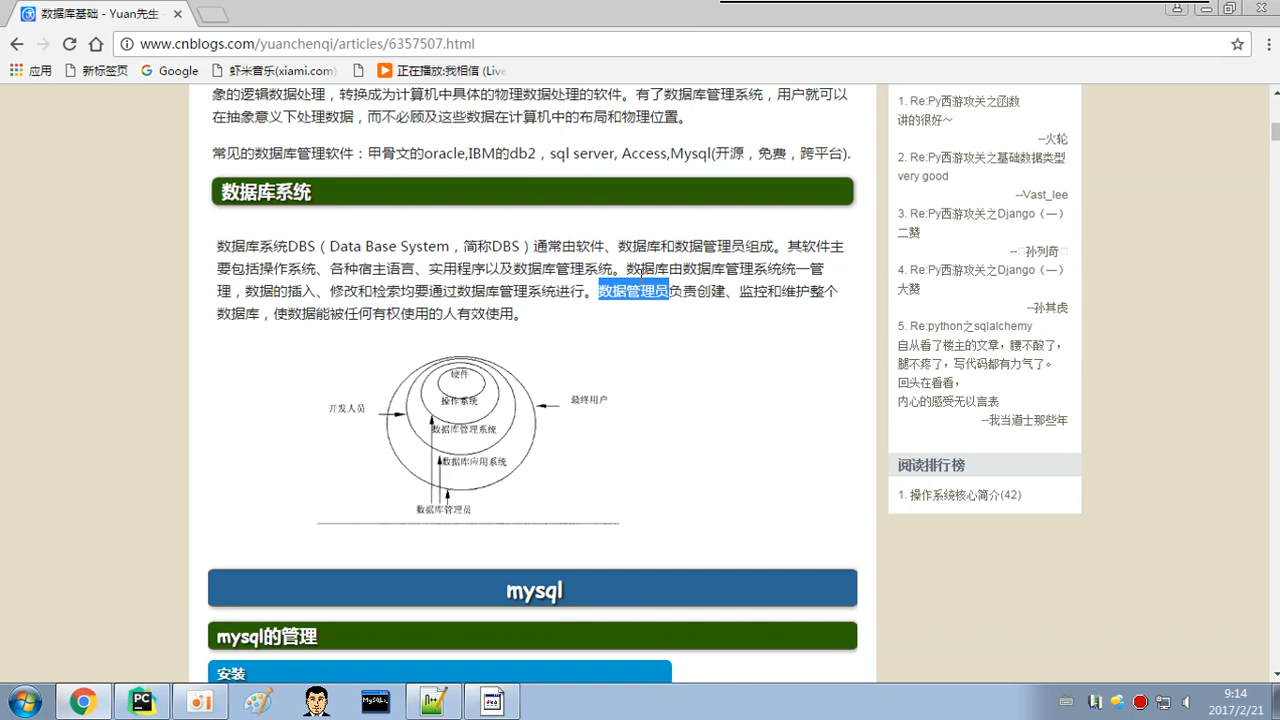 数据库基础 - Yuan先生
www.cnblogs.com/yuanchenqi/articles/6357507.html
应用 新标签页 Google 虾米音乐(xiami.com) 正在播放:我相信 (Live
象的逻辑数据处理，转换成为计算机中具体的物理数据处理的软件。有了数据库管理系统，用户就可以
在抽象意义下处理数据，而不必顾及这些数据在计算机中的布局和物理位置。
常见的数据库管理软件：甲骨文的oracle,IBM的db2，sql server, Access,Mysql(开源，免费，跨平台).
数据库系统
数据库系统DBS（Data Base System，简称DBS）通常由软件、数据库和数据管理员组成。其软件主
要包括操作系统、各种宿主语言、实用程序以及数据库管理系统。数据库由数据库管理系统统一管
理，数据的插入、修改和检索均要通过数据库管理系统进行。数据管理员负责创建、监控和维护整个
数据库，使数据能被任何有权使用的人有效使用。
硬件
操作系统
开发人员
最终用户
数据库管理系统
数据库应用系统
数据库管理员
mysql
mysql的管理
安装
1. Re:Py西游攻关之函数
讲的很好～
--火轮
2. Re:Py西游攻关之基础数据类型
very good
--Vast_lee
3. Re:Py西游攻关之Django（一）
二赞
--孙列奇
4. Re:Py西游攻关之Django（一）
大赞
--孙其虎
5. Re:python之sqlalchemy
自从看了楼主的文章，腰不酸了，
腿不疼了，写代码都有力气了。
回头在看看，
内心的感受无以言表
--我当道士那些年
阅读排行榜
1. 操作系统核心简介(42)
9:14
2017/2/21